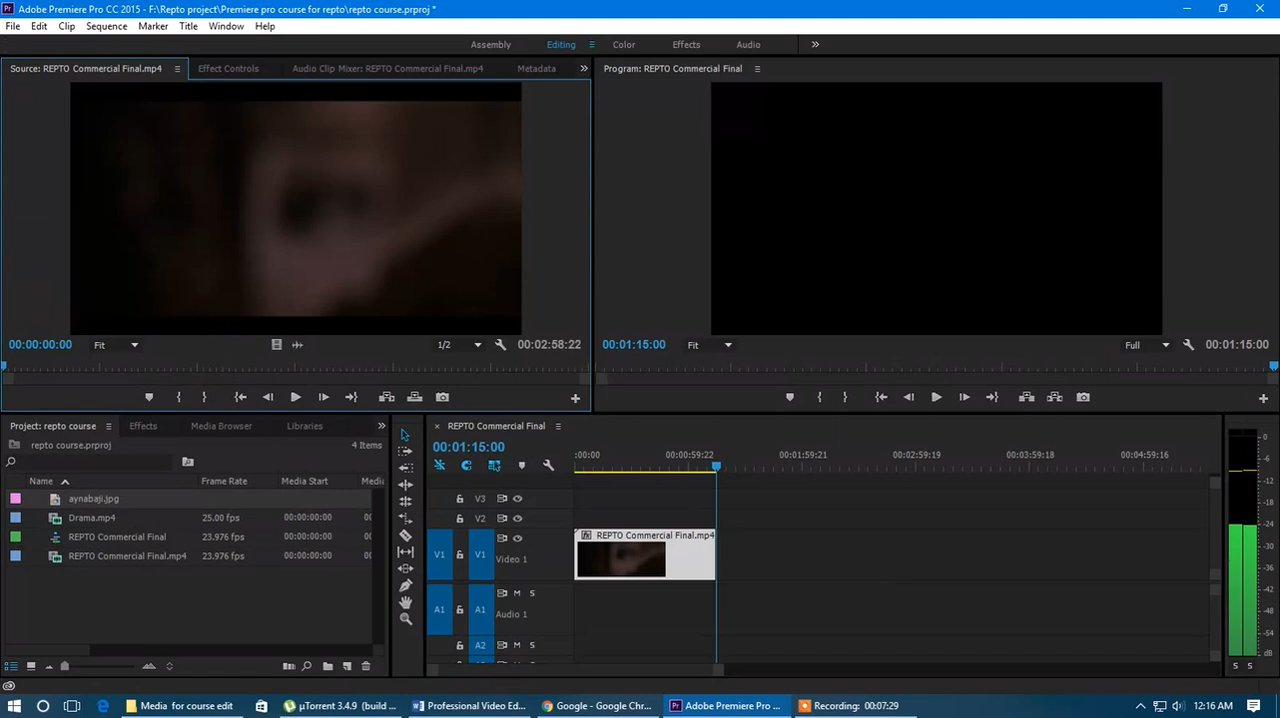 Adobe Premiere Pro CC 2015 - F:\Repto project\Premiere pro course for repto\repto course.prproj *
File Edit Clip Sequence Marker Title Window Help
Assembly Editing Color Effects Audio
Source: REPTO Commercial Final.mp4 Effect Controls Audio Clip Mixer: REPTO Commercial Final.mp4 Metadata
Program: REPTO Commercial Final
00:00:00:00 Fit 1/2 00:02:58:22
00:01:15:00 Fit Full 00:01:15:00
Project: repto course Effects Media Browser Libraries
repto course.prproj 4 Items
Name Frame Rate Media Start Media
aynabaji.jpg
Drama.mp4 25.00 fps 00:00:00:00 00
REPTO Commercial Final 23.976 fps 00:00:00:00 00
REPTO Commercial Final.mp4 23.976 fps 00:00:00:00 00
× REPTO Commercial Final
00:01:15:00
:00:00 00:00:59:22 00:01:59:21 00:02:59:19 00:03:59:18 00:04:59:16
V3
V2
V1 V1 Video 1
fx REPTO Commercial Final.mp4
A1 A1 M S Audio 1
A2 M S
0
-6
-12
-18
-24
-30
-36
-42
-48
-54
dB
S S
Media for course edit µTorrent 3.4.9 (build ... Professional Video Ed... Google - Google Chr... Adobe Premiere Pro ... Recording: 00:07:29 12:16 AM